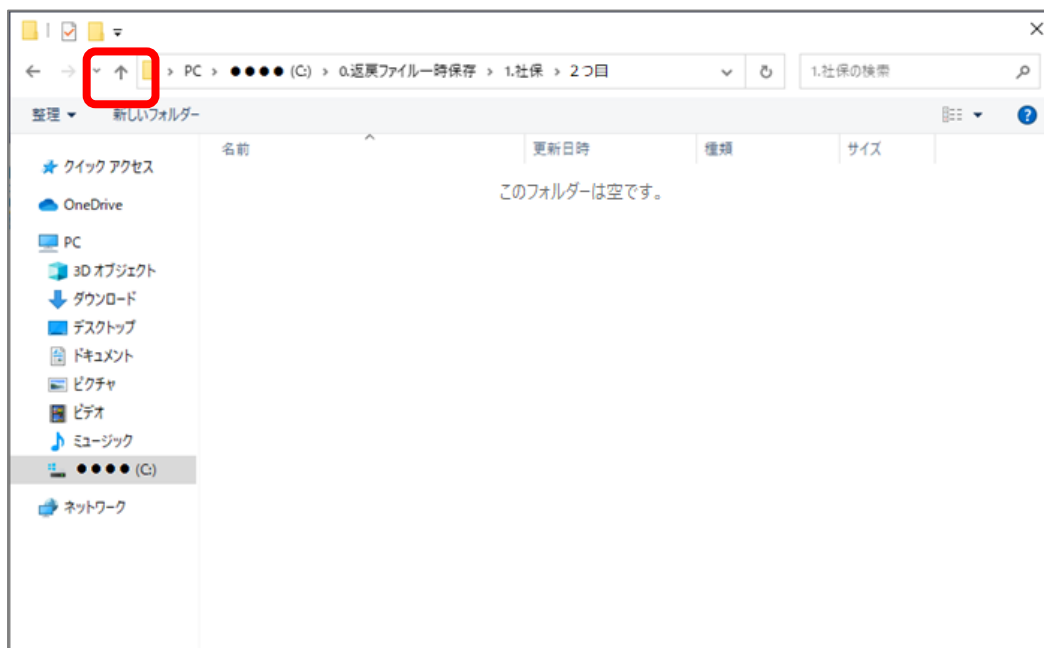 PC > ●●●● (C:) > 0.返戻ファイル一時保存 > 1.社保 > 2つ目
1.社保の検索
整理 新しいフォルダー
名前 更新日時 種類 サイズ
このフォルダーは空です。
クイック アクセス
OneDrive
PC
3D オブジェクト
ダウンロード
デスクトップ
ドキュメント
ピクチャ
ビデオ
ミュージック
●●●● (C:)
ネットワーク